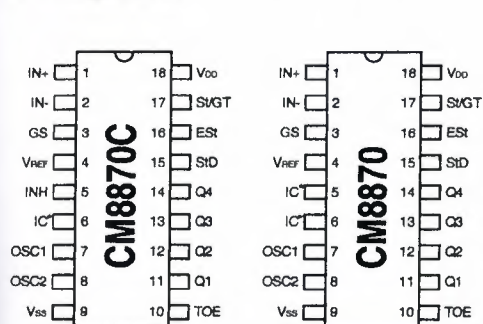 IN+ 1 18 VDD
IN- 2 17 St/GT
GS 3 16 ESt
VREF 4 15 StD
INH 5 14 Q4
IC* 6 13 Q3
OSC1 7 12 Q2
OSC2 8 11 Q1
VSS 9 10 TOE
CM8870C
IN+ 1 18 VDD
IN- 2 17 St/GT
GS 3 16 ESt
VREF 4 15 StD
IC* 5 14 Q4
IC* 6 13 Q3
OSC1 7 12 Q2
OSC2 8 11 Q1
VSS 9 10 TOE
CM8870